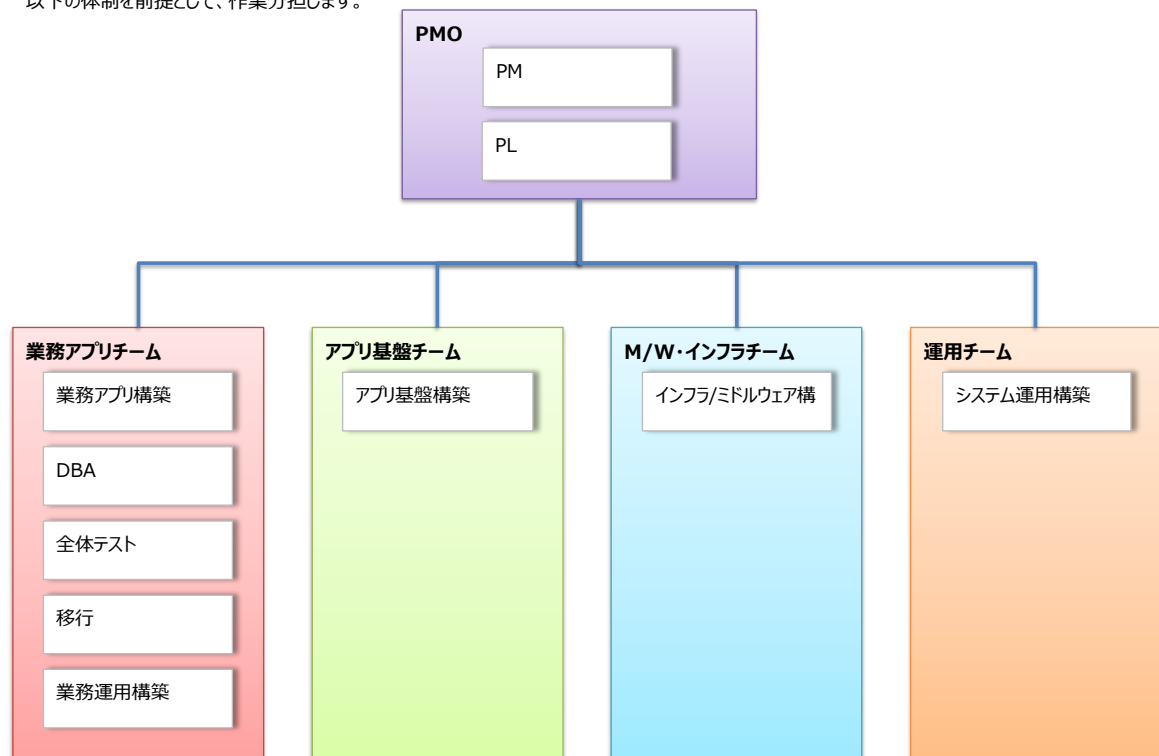 以下の体制を前提として、作業分担します。
PMO
PM
PL
業務アプリチーム
業務アプリ構築
DBA
全体テスト
移行
業務運用構築
アプリ基盤チーム
アプリ基盤構築
M/W・インフラチーム
インフラ/ミドルウェア構
運用チーム
システム運用構築